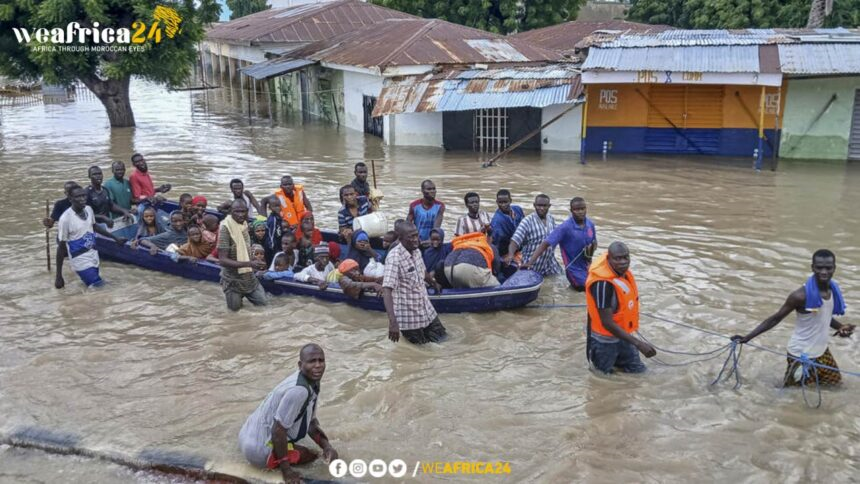 weafrica24
AFRICA THROUGH MOROCCAN EYES
POS
POS
WEAFRICA24